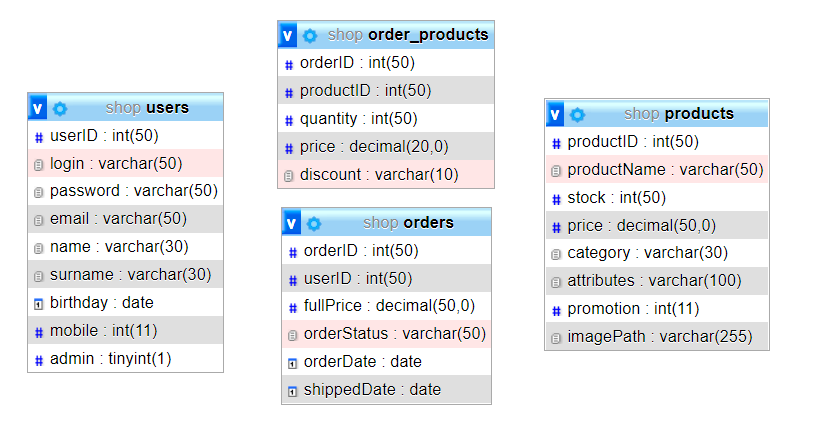 v shop users
# userID : int(50)
login : varchar(50)
password : varchar(50)
email : varchar(50)
name : varchar(30)
surname : varchar(30)
birthday : date
# mobile : int(11)
# admin : tinyint(1)
v shop order_products
# orderID : int(50)
# productID : int(50)
# quantity : int(50)
# price : decimal(20,0)
discount : varchar(10)
v shop orders
# orderID : int(50)
# userID : int(50)
# fullPrice : decimal(50,0)
orderStatus : varchar(50)
orderDate : date
shippedDate : date
v shop products
# productID : int(50)
productName : varchar(50)
# stock : int(50)
# price : decimal(50,0)
category : varchar(30)
attributes : varchar(100)
# promotion : int(11)
imagePath : varchar(255)